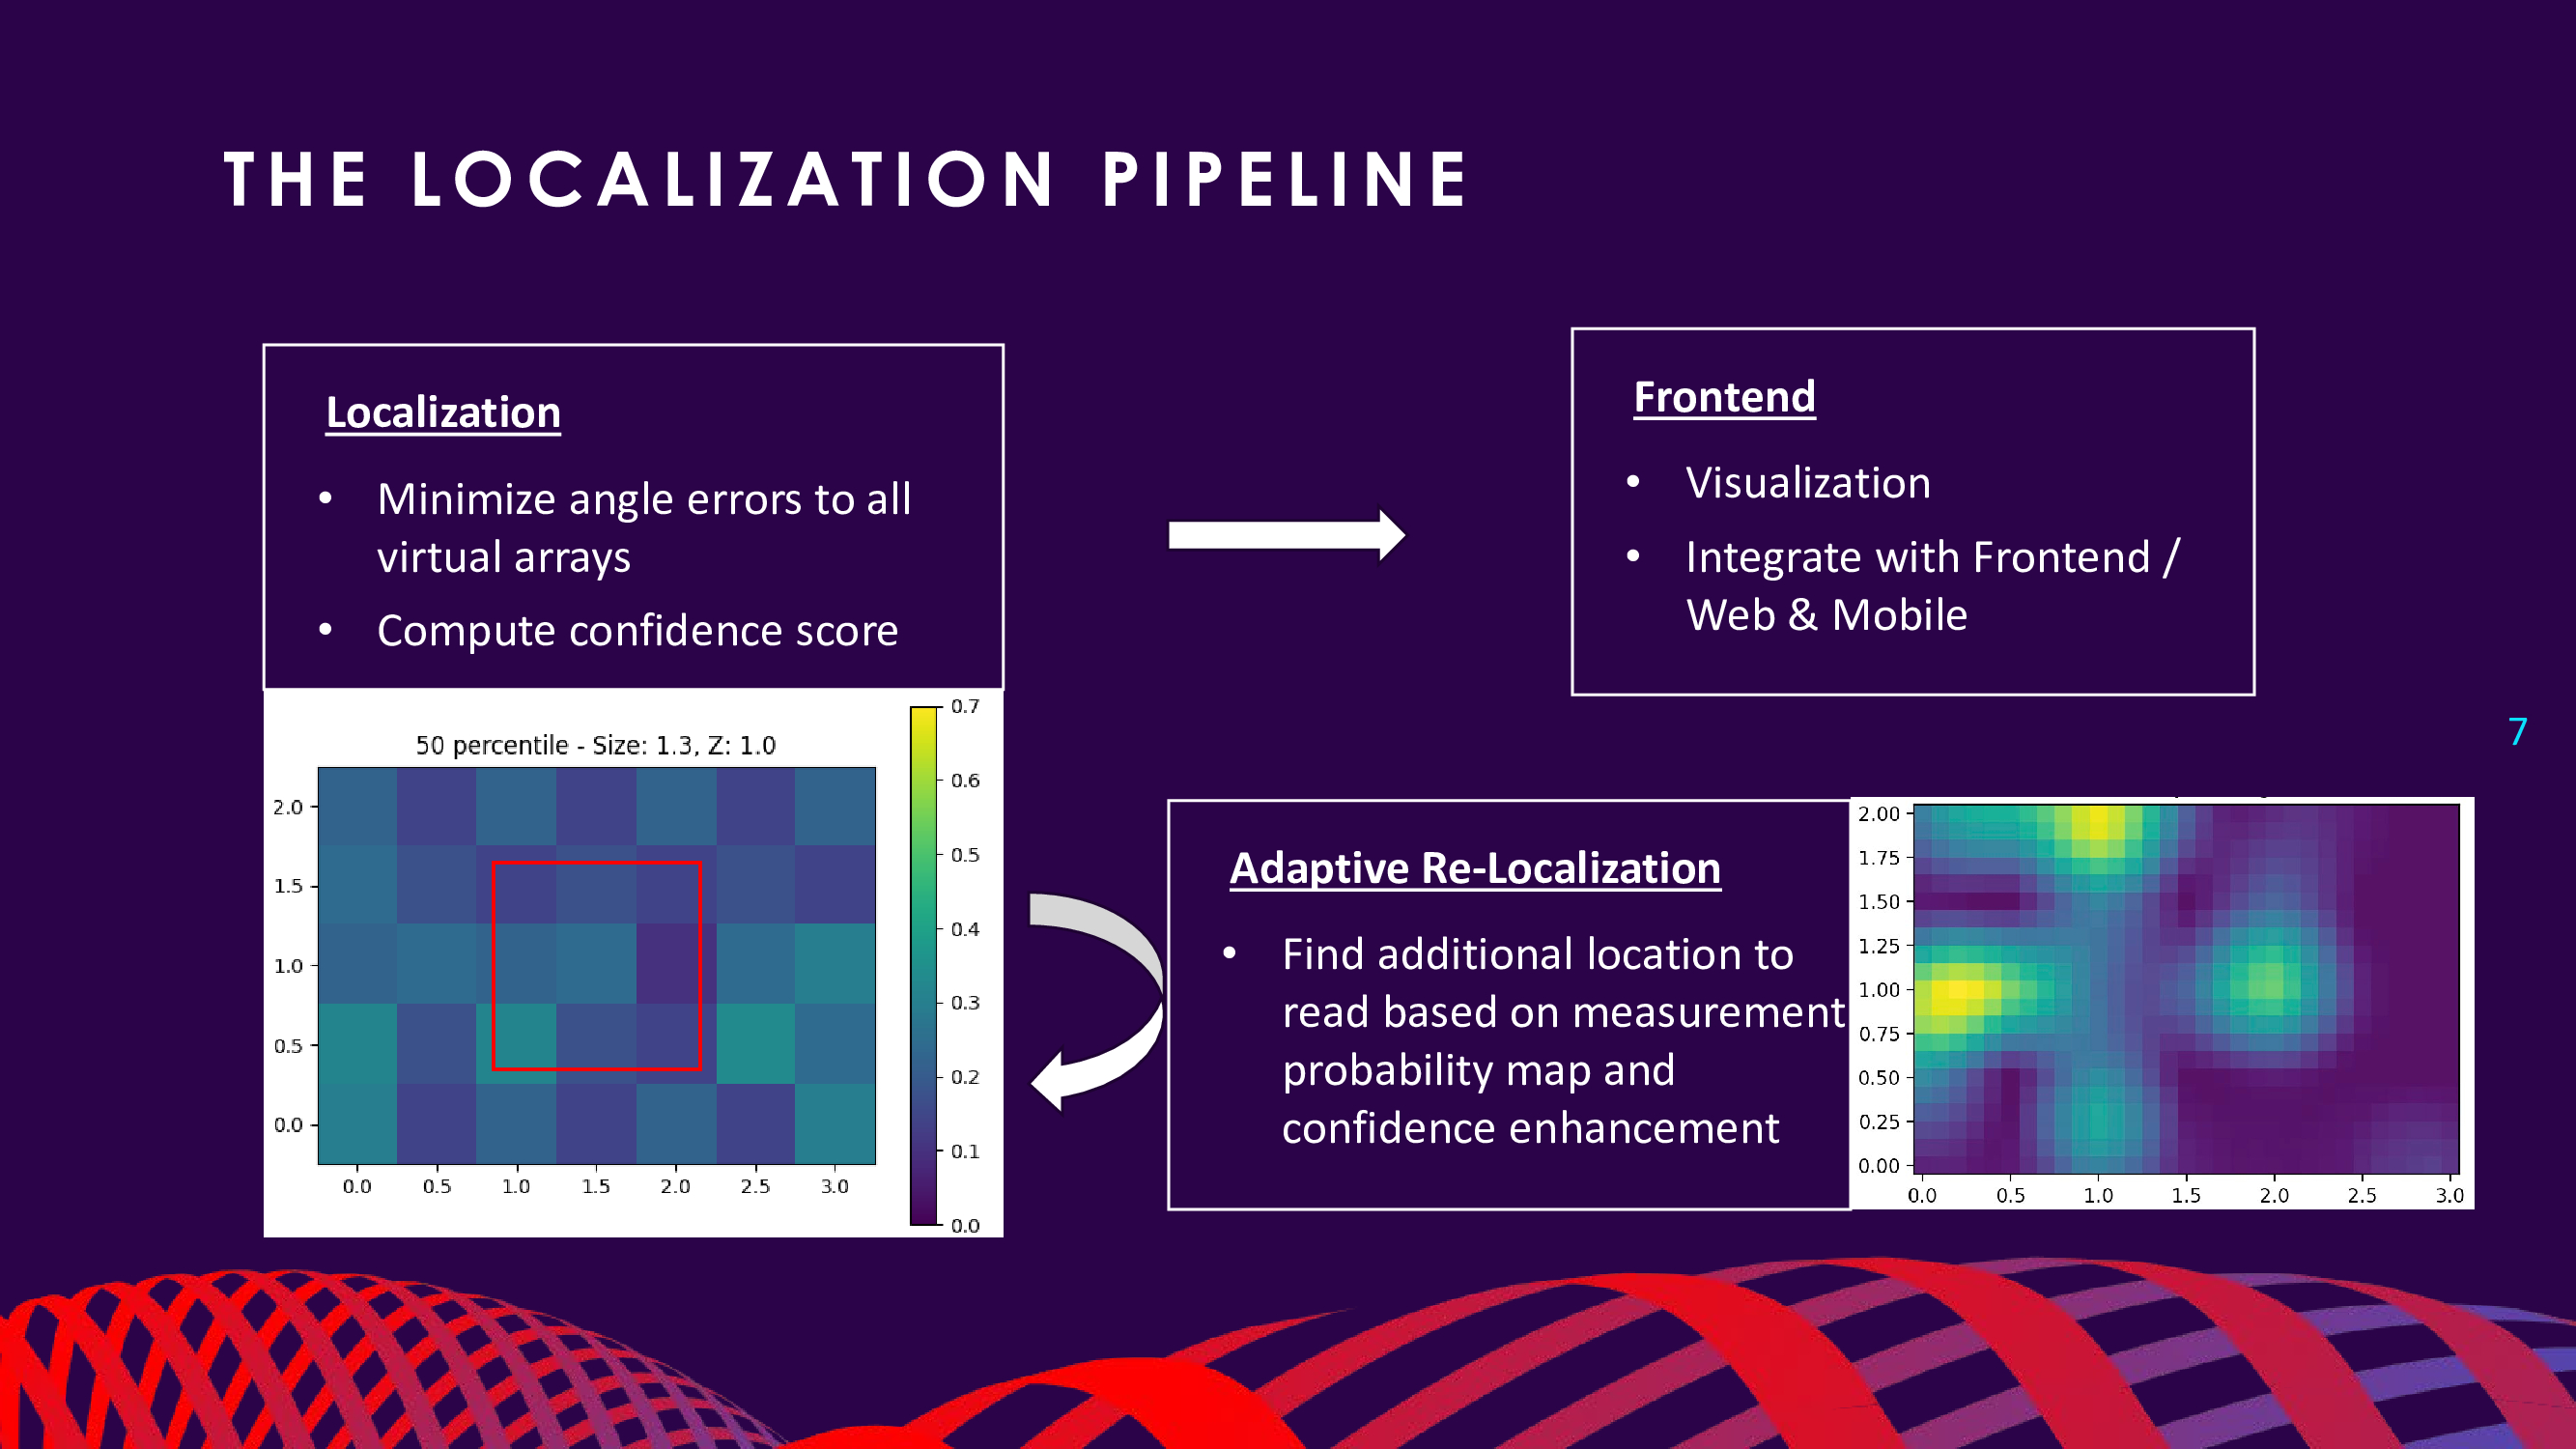 THE LOCALIZATION PIPELINE
Localization
• Minimize angle errors to all
virtual arrays
• Compute confidence score
Frontend
• Visualization
• Integrate with Frontend /
Web & Mobile
7
50 percentile - Size: 1.3, Z: 1.0
0.7
0.6
0.5
0.4
0.3
0.2
0.1
0.0
2.0
1.5
1.0
0.5
0.0
0.0 0.5 1.0 1.5 2.0 2.5 3.0
Adaptive Re-Localization
• Find additional location to
read based on measurement
probability map and
confidence enhancement
2.00
1.75
1.50
1.25
1.00
0.75
0.50
0.25
0.00
0.0 0.5 1.0 1.5 2.0 2.5 3.0